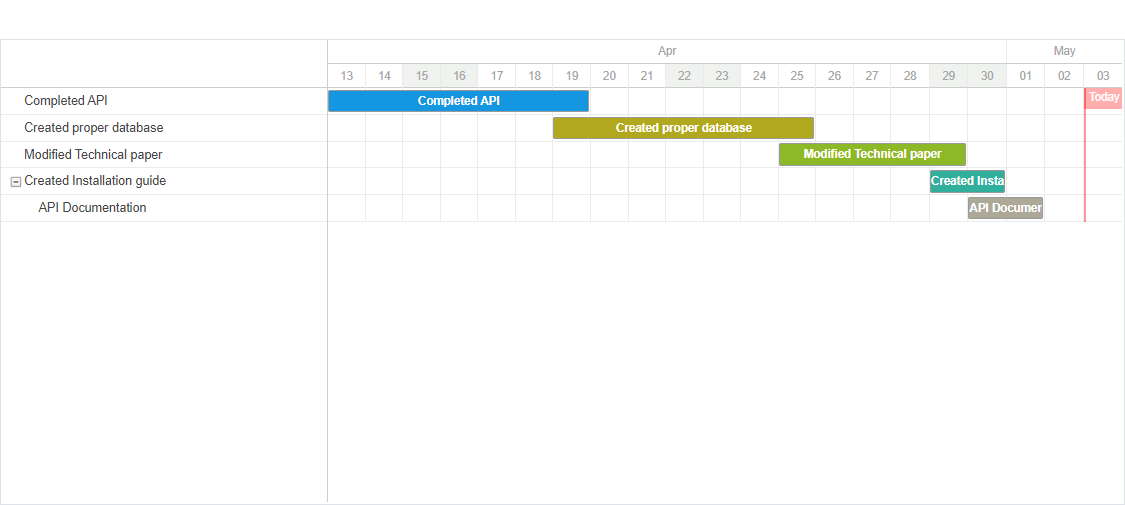 Apr May
13 14 15 16 17 18 19 20 21 22 23 24 25 26 27 28 29 30 01 02 03
Completed API Completed API Today
Created proper database Created proper database
Modified Technical paper Modified Technical paper
Created Installation guide Created Insta
API Documentation API Documer